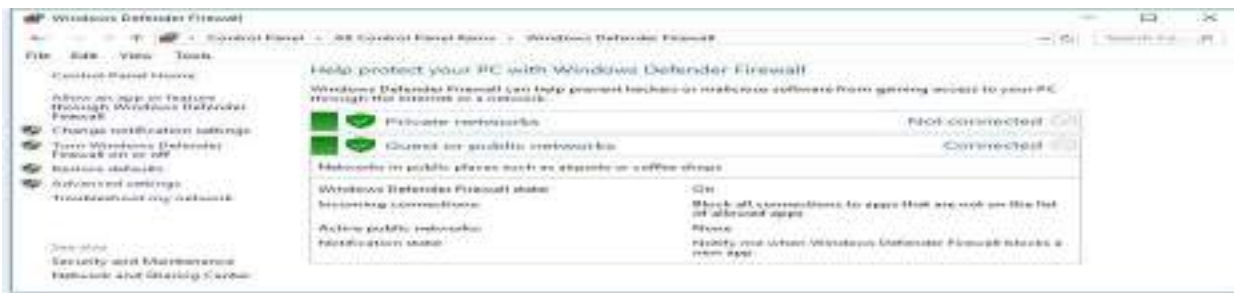 Windows Defender Firewall
Control Panel > All Control Panel Items > Windows Defender Firewall
File Edit View Tools
Control Panel Home
Allow an app or feature
through Windows Defender
Firewall
Change notification settings
Turn Windows Defender
Firewall on or off
Restore defaults
Advanced settings
Troubleshoot my network
See also
Security and Maintenance
Network and Sharing Center
Help protect your PC with Windows Defender Firewall
Windows Defender Firewall can help prevent hackers or malicious software from gaining access to your PC
through the Internet or a network.
Private networks Not connected
Guest or public networks Connected
Networks in public places such as airports or coffee shops
Windows Defender Firewall state: On
Incoming connections: Block all connections to apps that are not on the list
of allowed apps
Active public networks: None
Notification state: Notify me when Windows Defender Firewall blocks a
new app